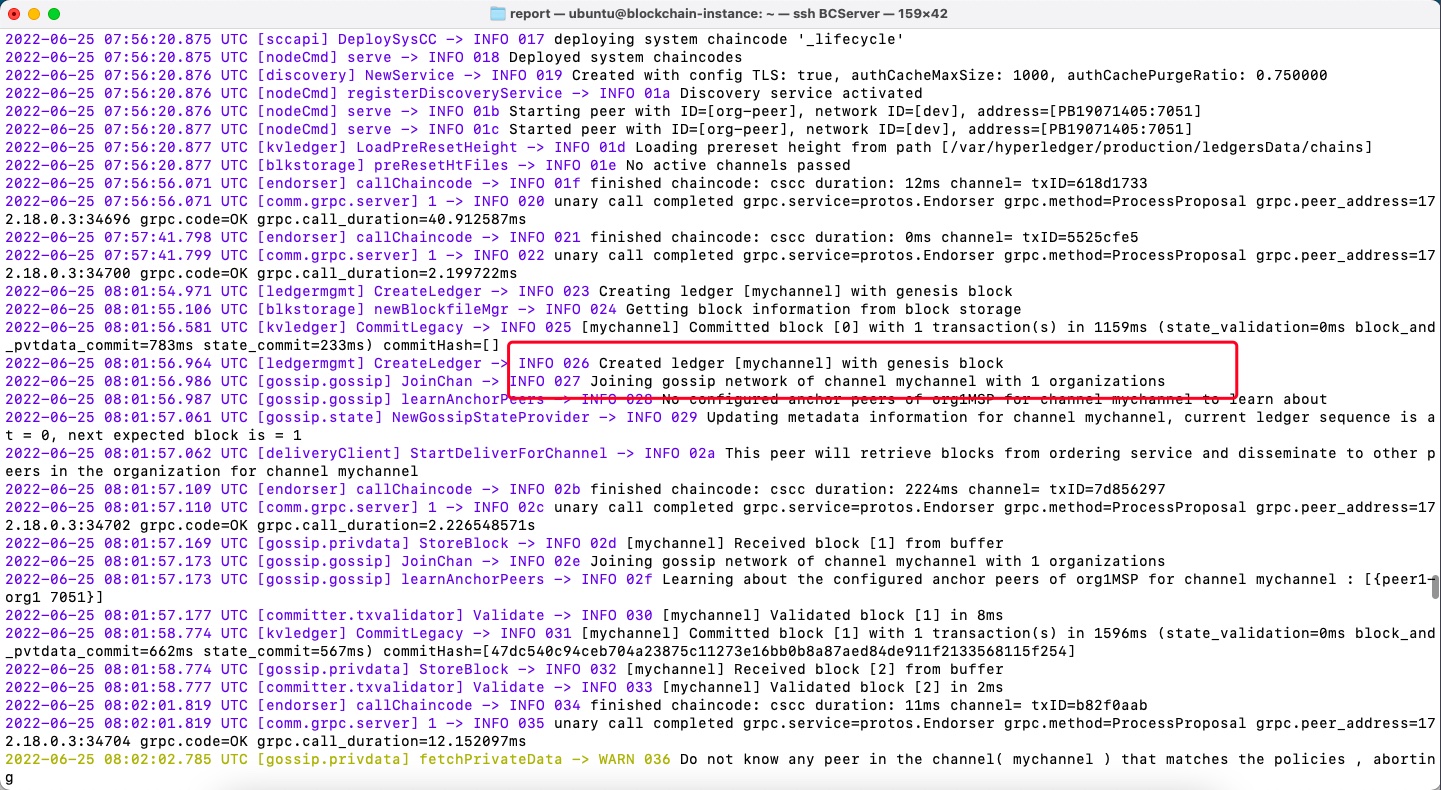 report — ubuntu@blockchain-instance: ~ — ssh BCServer — 159×42
2022-06-25 07:56:20.875 UTC [sccapi] DeploySysCC -> INFO 017 deploying system chaincode '_lifecycle'
2022-06-25 07:56:20.875 UTC [nodeCmd] serve -> INFO 018 Deployed system chaincodes
2022-06-25 07:56:20.876 UTC [discovery] NewService -> INFO 019 Created with config TLS: true, authCacheMaxSize: 1000, authCachePurgeRatio: 0.750000
2022-06-25 07:56:20.876 UTC [nodeCmd] registerDiscoveryService -> INFO 01a Discovery service activated
2022-06-25 07:56:20.876 UTC [nodeCmd] serve -> INFO 01b Starting peer with ID=[org-peer], network ID=[dev], address=[PB19071405:7051]
2022-06-25 07:56:20.877 UTC [nodeCmd] serve -> INFO 01c Started peer with ID=[org-peer], network ID=[dev], address=[PB19071405:7051]
2022-06-25 07:56:20.877 UTC [kvledger] LoadPreResetHeight -> INFO 01d Loading prereset height from path [/var/hyperledger/production/ledgersData/chains]
2022-06-25 07:56:20.877 UTC [blkstorage] preResetHtFiles -> INFO 01e No active channels passed
2022-06-25 07:56:56.071 UTC [endorser] callChaincode -> INFO 01f finished chaincode: cscc duration: 12ms channel= txID=618d1733
2022-06-25 07:56:56.071 UTC [comm.grpc.server] 1 -> INFO 020 unary call completed grpc.service=protos.Endorser grpc.method=ProcessProposal grpc.peer_address=17
2.18.0.3:34696 grpc.code=OK grpc.call_duration=40.912587ms
2022-06-25 07:57:41.798 UTC [endorser] callChaincode -> INFO 021 finished chaincode: cscc duration: 0ms channel= txID=5525cfe5
2022-06-25 07:57:41.799 UTC [comm.grpc.server] 1 -> INFO 022 unary call completed grpc.service=protos.Endorser grpc.method=ProcessProposal grpc.peer_address=17
2.18.0.3:34700 grpc.code=OK grpc.call_duration=2.199722ms
2022-06-25 08:01:54.971 UTC [ledgermgmt] CreateLedger -> INFO 023 Creating ledger [mychannel] with genesis block
2022-06-25 08:01:55.106 UTC [blkstorage] newBlockfileMgr -> INFO 024 Getting block information from block storage
2022-06-25 08:01:56.581 UTC [kvledger] CommitLegacy -> INFO 025 [mychannel] Committed block [0] with 1 transaction(s) in 1159ms (state_validation=0ms block_and
_pvtdata_commit=783ms state_commit=233ms) commitHash=[]
2022-06-25 08:01:56.964 UTC [ledgermgmt] CreateLedger -> INFO 026 Created ledger [mychannel] with genesis block
2022-06-25 08:01:56.986 UTC [gossip.gossip] JoinChan -> INFO 027 Joining gossip network of channel mychannel with 1 organizations
2022-06-25 08:01:56.987 UTC [gossip.gossip] learnAnchorPeers -> INFO 028 No configured anchor peers of org1MSP for channel mychannel to learn about
2022-06-25 08:01:57.061 UTC [gossip.state] NewGossipStateProvider -> INFO 029 Updating metadata information for channel mychannel, current ledger sequence is a
t = 0, next expected block is = 1
2022-06-25 08:01:57.062 UTC [deliveryClient] StartDeliverForChannel -> INFO 02a This peer will retrieve blocks from ordering service and disseminate to other p
eers in the organization for channel mychannel
2022-06-25 08:01:57.109 UTC [endorser] callChaincode -> INFO 02b finished chaincode: cscc duration: 2224ms channel= txID=7d856297
2022-06-25 08:01:57.110 UTC [comm.grpc.server] 1 -> INFO 02c unary call completed grpc.service=protos.Endorser grpc.method=ProcessProposal grpc.peer_address=17
2.18.0.3:34702 grpc.code=OK grpc.call_duration=2.226548571s
2022-06-25 08:01:57.169 UTC [gossip.privdata] StoreBlock -> INFO 02d [mychannel] Received block [1] from buffer
2022-06-25 08:01:57.173 UTC [gossip.gossip] JoinChan -> INFO 02e Joining gossip network of channel mychannel with 1 organizations
2022-06-25 08:01:57.173 UTC [gossip.gossip] learnAnchorPeers -> INFO 02f Learning about the configured anchor peers of org1MSP for channel mychannel : [{peer1-
org1 7051}]
2022-06-25 08:01:57.177 UTC [committer.txvalidator] Validate -> INFO 030 [mychannel] Validated block [1] in 8ms
2022-06-25 08:01:58.774 UTC [kvledger] CommitLegacy -> INFO 031 [mychannel] Committed block [1] with 1 transaction(s) in 1596ms (state_validation=0ms block_and
_pvtdata_commit=662ms state_commit=567ms) commitHash=[47dc540c94ceb704a23875c11273e16bb0b8a87aed84de911f2133568115f254]
2022-06-25 08:01:58.774 UTC [gossip.privdata] StoreBlock -> INFO 032 [mychannel] Received block [2] from buffer
2022-06-25 08:01:58.777 UTC [committer.txvalidator] Validate -> INFO 033 [mychannel] Validated block [2] in 2ms
2022-06-25 08:02:01.819 UTC [endorser] callChaincode -> INFO 034 finished chaincode: cscc duration: 11ms channel= txID=b82f0aab
2022-06-25 08:02:01.819 UTC [comm.grpc.server] 1 -> INFO 035 unary call completed grpc.service=protos.Endorser grpc.method=ProcessProposal grpc.peer_address=17
2.18.0.3:34704 grpc.code=OK grpc.call_duration=12.152097ms
2022-06-25 08:02:02.785 UTC [gossip.privdata] fetchPrivateData -> WARN 036 Do not know any peer in the channel( mychannel ) that matches the policies , abortin
g